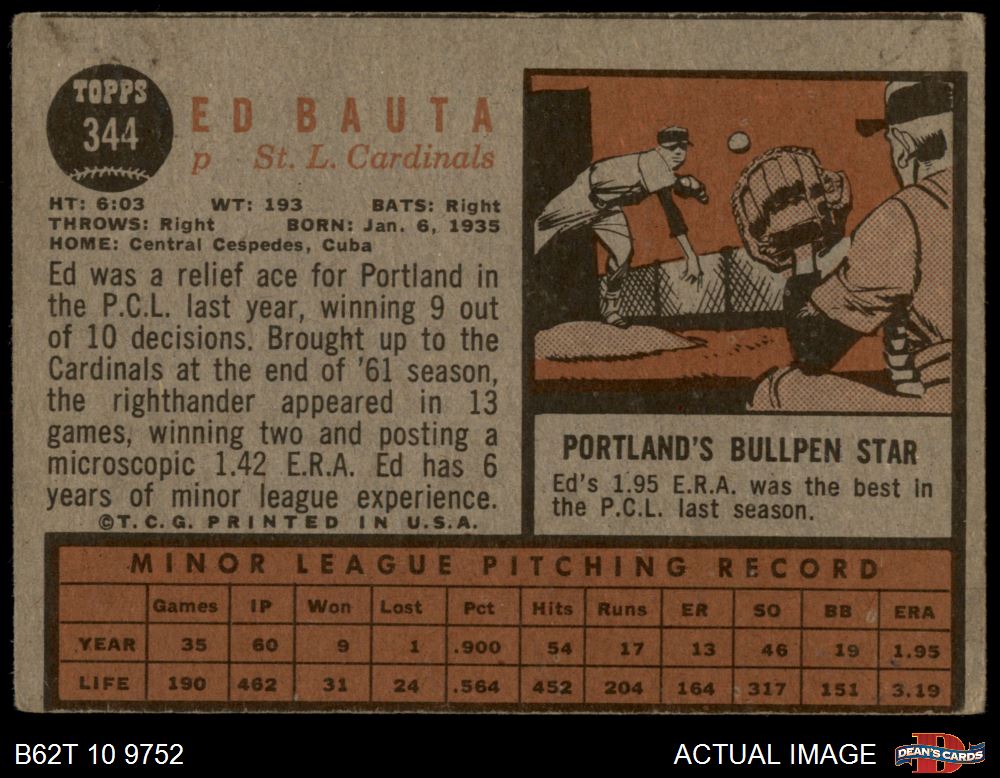 TOPPS
344
ED BAUTA
p St. L. Cardinals
HT: 6:03 WT: 193 BATS: Right
THROWS: Right BORN: Jan. 6, 1935
HOME: Central Cespedes, Cuba
Ed was a relief ace for Portland in
the P.C.L. last year, winning 9 out
of 10 decisions. Brought up to the
Cardinals at the end of '61 season,
the righthander appeared in 13
games, winning two and posting a
microscopic 1.42 E.R.A. Ed has 6
years of minor league experience.
©T.C.G. PRINTED IN U.S.A.
PORTLAND'S BULLPEN STAR
Ed's 1.95 E.R.A. was the best in
the P.C.L. last season.
MINOR LEAGUE PITCHING RECORD
Games IP Won Lost Pct Hits Runs ER SO BB ERA
YEAR 35 60 9 1 .900 54 17 13 46 19 1.95
LIFE 190 462 31 24 .564 452 204 164 317 151 3.19
B62T 10 9752
ACTUAL IMAGE
D
DEAN'S CARDS